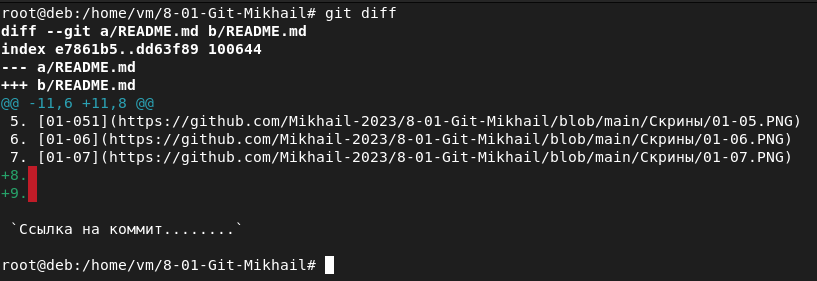 root@deb:/home/vm/8-01-Git-Mikhail# git diff
diff --git a/README.md b/README.md
index e7861b5..dd63f89 100644
--- a/README.md
+++ b/README.md
@@ -11,6 +11,8 @@
 5. [01-051](https://github.com/Mikhail-2023/8-01-Git-Mikhail/blob/main/Скрины/01-05.PNG)
 6. [01-06](https://github.com/Mikhail-2023/8-01-Git-Mikhail/blob/main/Скрины/01-06.PNG)
 7. [01-07](https://github.com/Mikhail-2023/8-01-Git-Mikhail/blob/main/Скрины/01-07.PNG)
+8.
+9.
 `Ссылка на коммит........`
root@deb:/home/vm/8-01-Git-Mikhail#